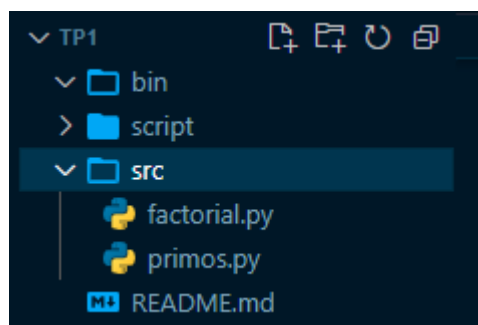 TP1
bin
script
src
factorial.py
primos.py
README.md